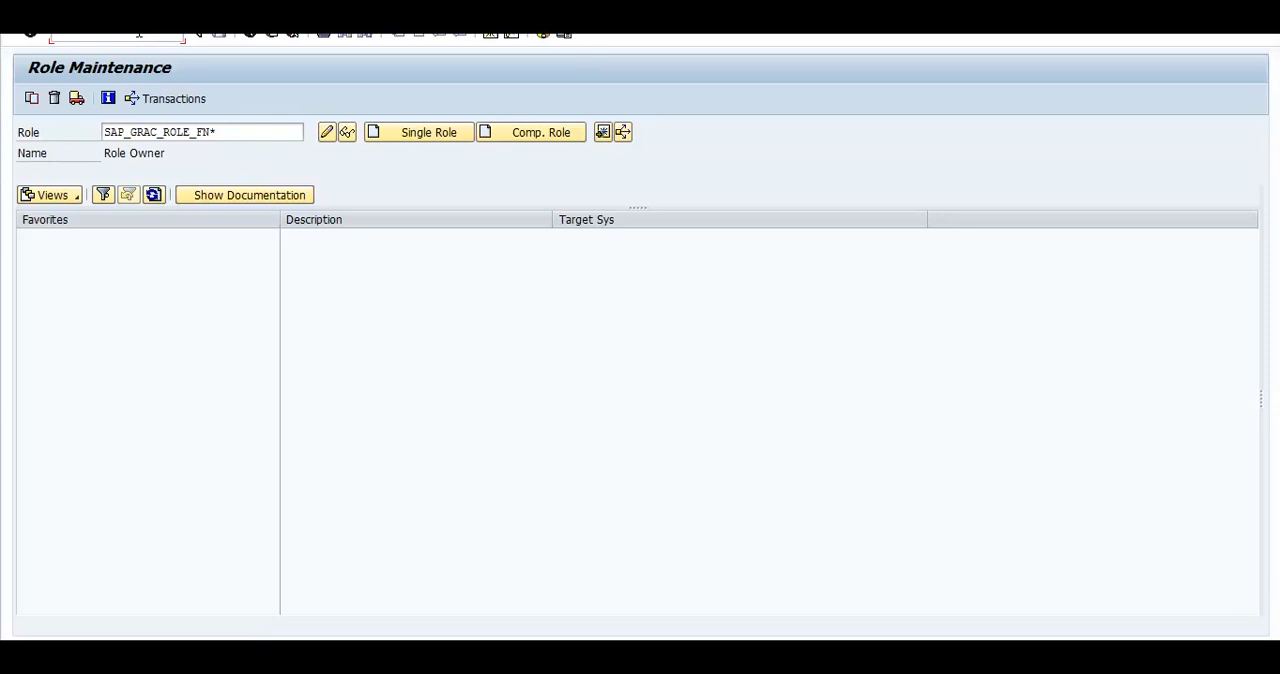 Role Maintenance
Transactions
Role SAP_GRAC_ROLE_FN* Single Role Comp. Role
Name Role Owner
Views Show Documentation
Favorites Description Target Sys